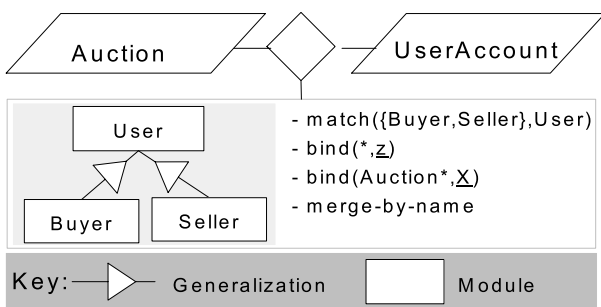 Auction
UserAccount
User
Buyer
Seller
- match({Buyer,Seller},User)
- bind(*,z)
- bind(Auction*,X)
- merge-by-name
Key:
Generalization
Module